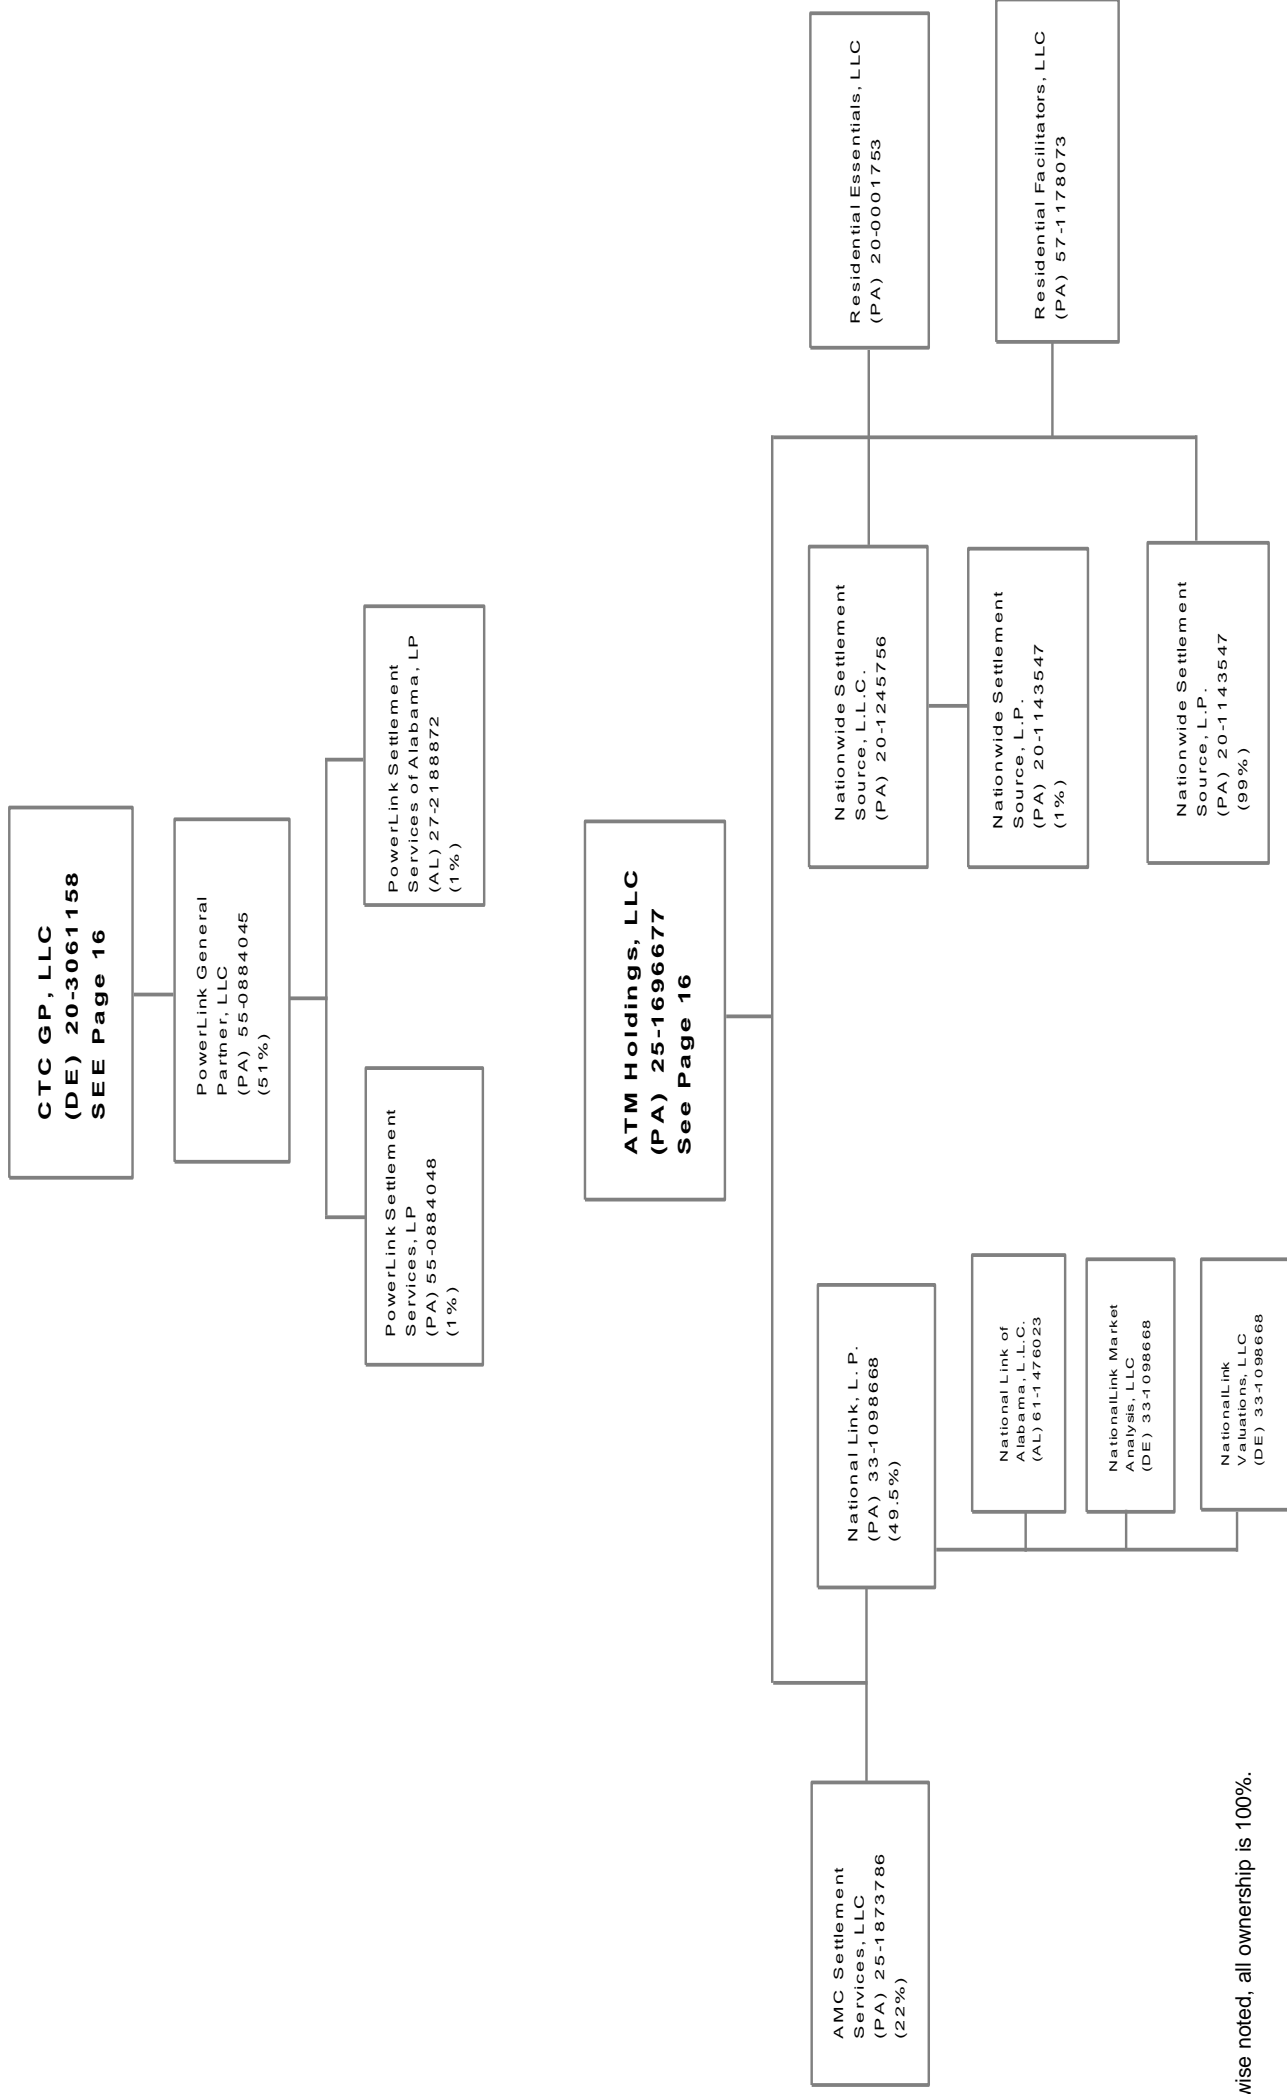 CTC GP, LLC
(DE) 20-3061158
SEE Page 16
PowerLink General
Partner, LLC
(PA) 55-0884045
(51%)
PowerLink Settlement
Services, LP
(PA) 55-0884048
(1%)
PowerLink Settlement
Services of Alabama, LP
(AL) 27-2188872
(1%)
ATM Holdings, LLC
(PA) 25-1696677
See Page 16
AMC Settlement
Services, LLC
(PA) 25-1873786
(22%)
National Link, L.P.
(PA) 33-1098668
(49.5%)
National Link of
Alabama, L.L.C.
(AL) 61-1476023
NationalLink Market
Analysis, LLC
(DE) 33-1098668
NationalLink
Valuations, LLC
(DE) 33-1098668
Nationwide Settlement
Source, L.L.C.
(PA) 20-1245756
Nationwide Settlement
Source, L.P.
(PA) 20-1143547
(1%)
Nationwide Settlement
Source, L.P.
(PA) 20-1143547
(99%)
Residential Essentials, LLC
(PA) 20-0001753
Residential Facilitators, LLC
(PA) 57-1178073
wise noted, all ownership is 100%.